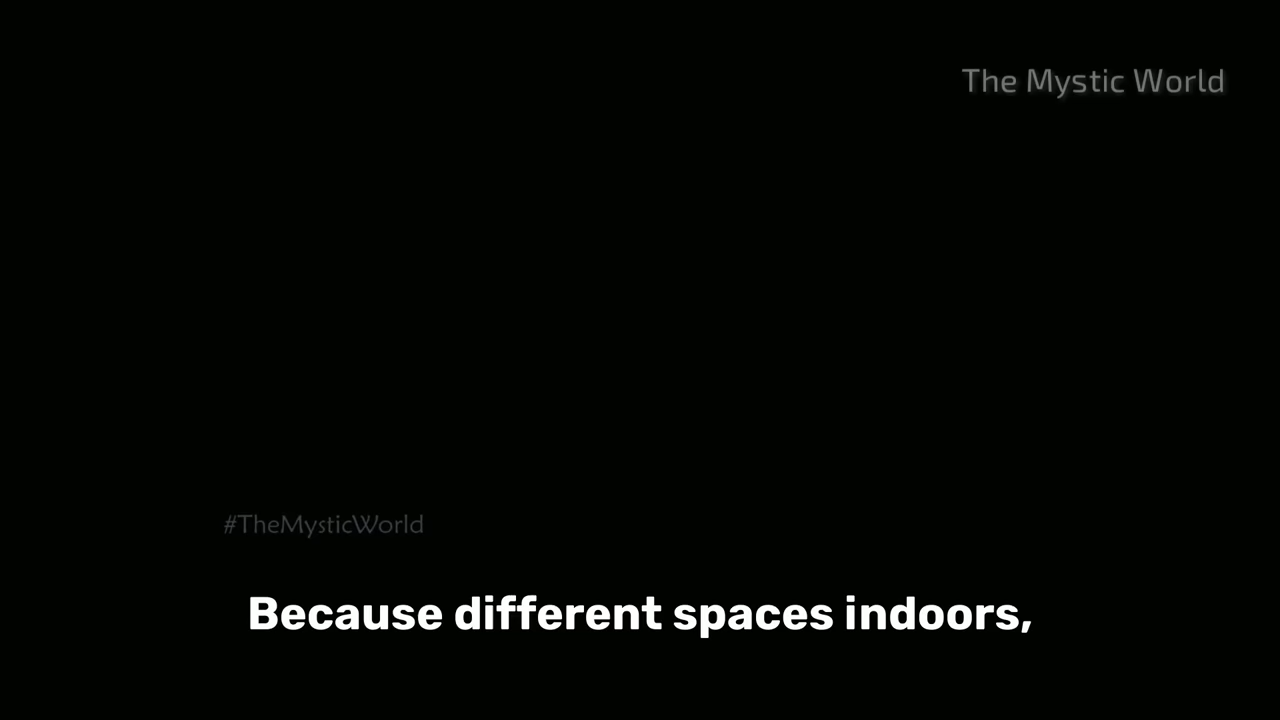 The Mystic World
#TheMysticWorld
Because different spaces indoors,